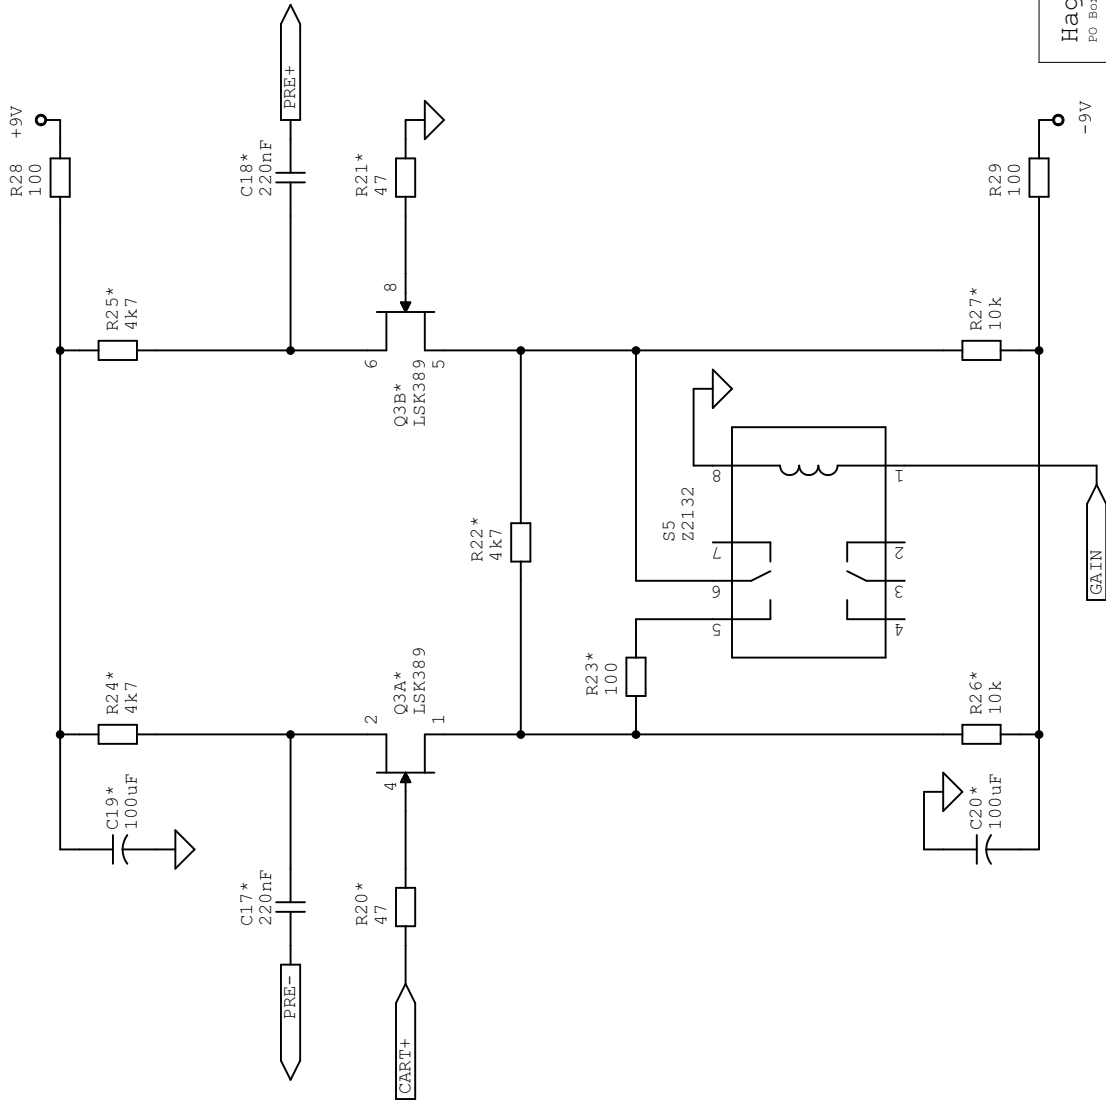 Hag
PO Box
+9V
R28
100
PRE+
C18*
220nF
R21*
47
R25*
4k7
8
6
5
Q3B*
LSK389
R29
100
-9V
R27*
10k
R22*
4k7
S5
Z2132
8
7
6
5
1
2
3
4
GAIN
R23*
100
R24*
4k7
Q3A*
LSK389
2
1
4
R26*
10k
C19*
100uF
C20*
100uF
C17*
220nF
R20*
47
PRE-
CART+